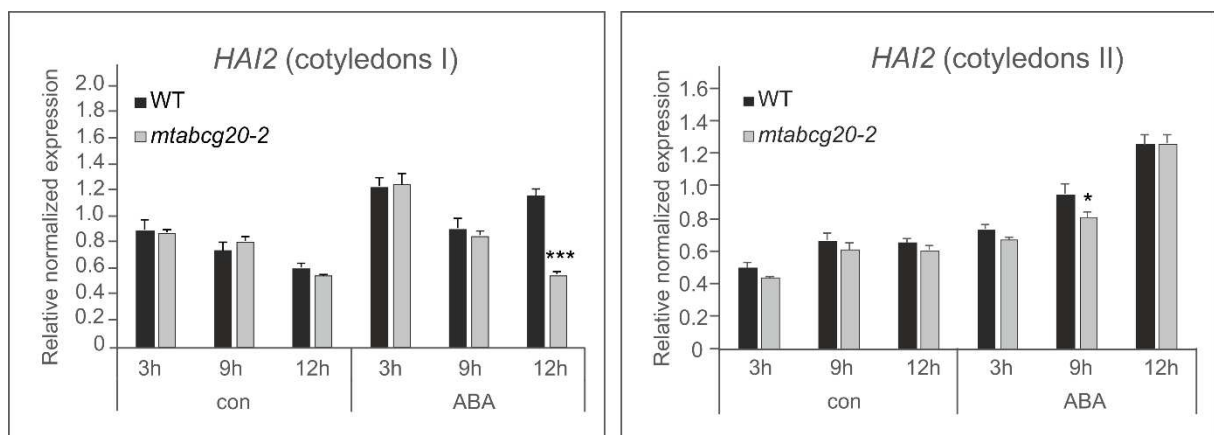 HAI2 (cotyledons I)
Relative normalized expression
2.0
1.8
1.6
1.4
1.2
1.0
0.8
0.6
0.4
0.2
0
WT
mtabcg20-2
***
3h 9h 12h 3h 9h 12h
con ABA
HAI2 (cotyledons II)
Relative normalized expression
1.6
1.4
1.2
1.0
0.8
0.6
0.4
0.2
0
WT
mtabcg20-2
*
3h 9h 12h 3h 9h 12h
con ABA